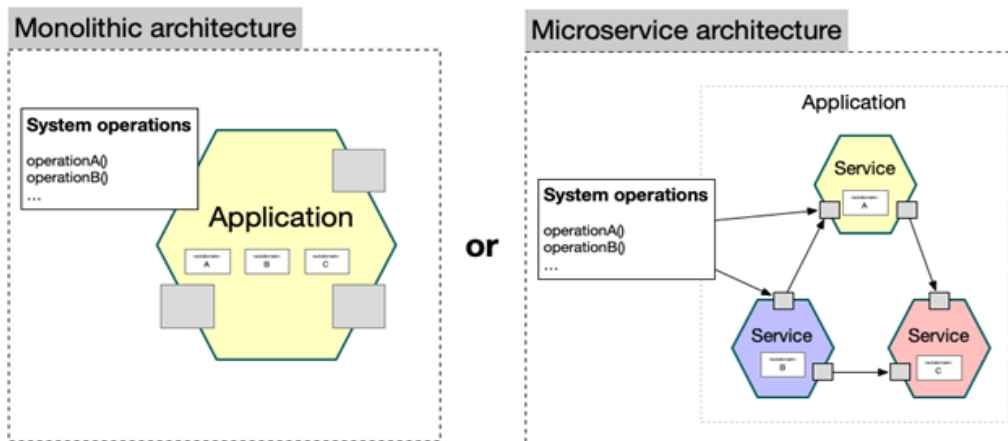 Monolithic architecture
System operations
operationA()
operationB()
...
Application
A
B
C
or
Microservice architecture
Application
System operations
operationA()
operationB()
...
Service
A
Service
B
Service
C